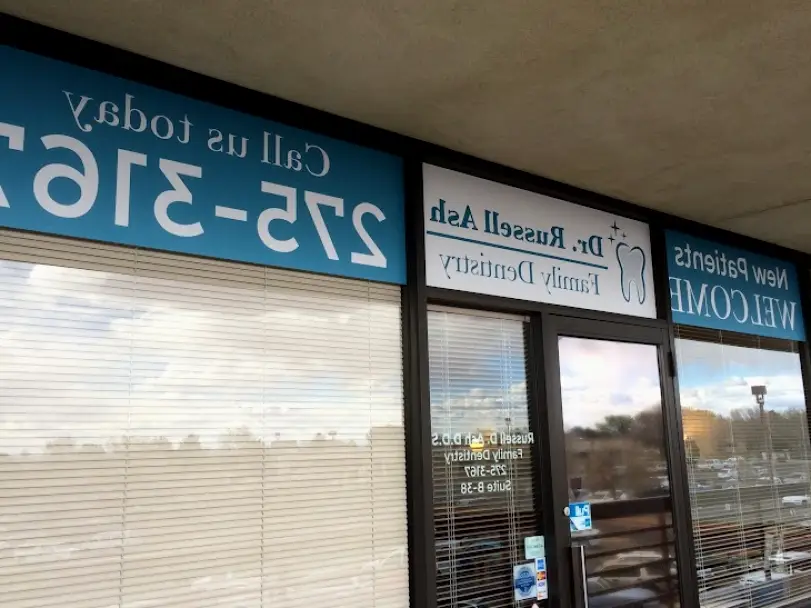 Call us today
275-3167
Dr. Russell Ash
Family Dentistry
New Patients
WELCOME
Russell D. Ash D.D.S
Family Dentistry
275-3167
Suite B-38
Pull